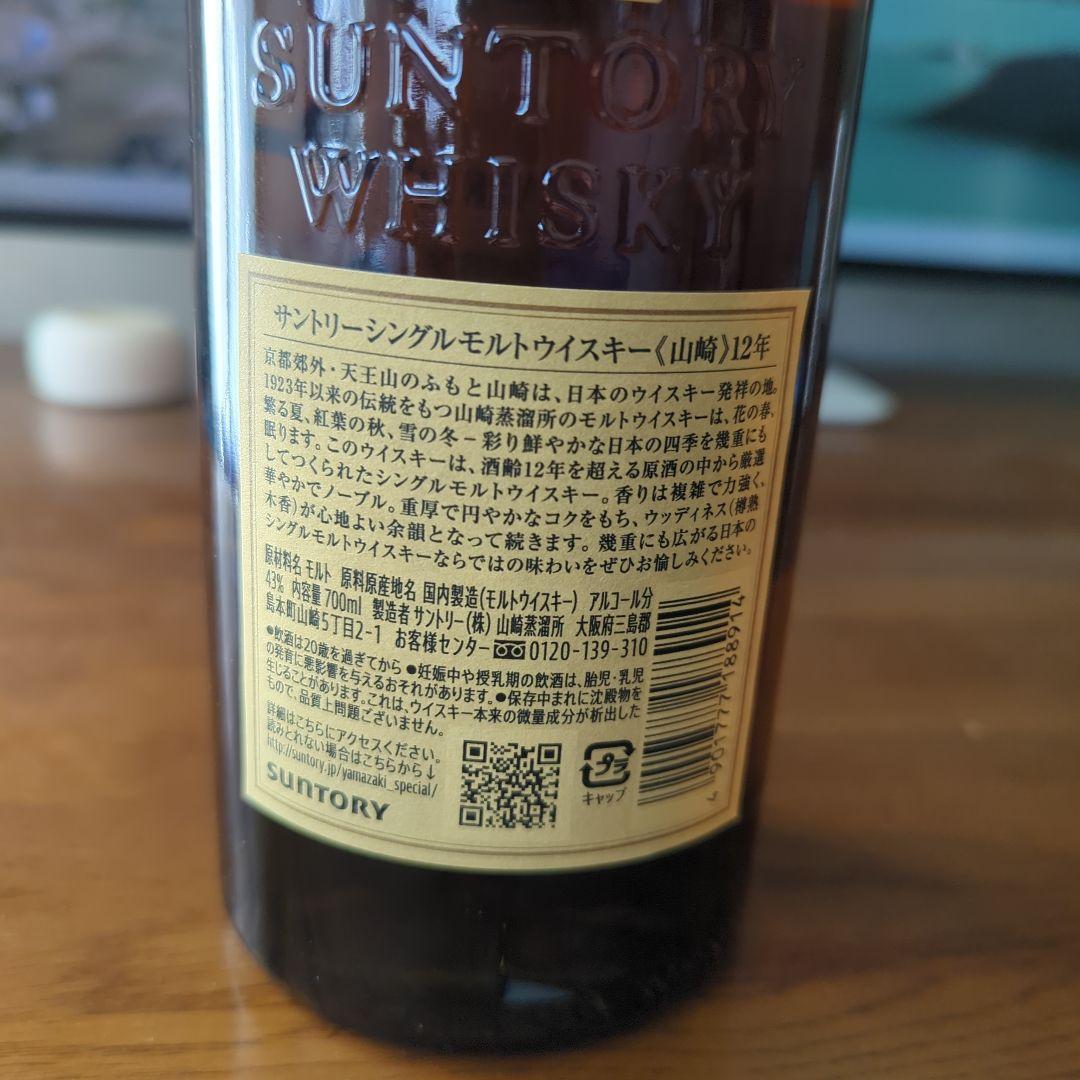 SUNTORY
WHISKY
サントリーシングルモルトウイスキー《山崎》12年
京都郊外・天王山のふもと山崎は、日本のウイスキー発祥の地。
1923年以来の伝統をもつ山崎蒸溜所のモルトウイスキーは、花の春、
繁る夏、紅葉の秋、雪の冬−彩り鮮やかな日本の四季を幾重にも
眠ります。このウイスキーは、酒齢12年を超える原酒の中から厳選
してつくられたシングルモルトウイスキー。香りは複雑で力強く、
華やかでノーブル。重厚で円やかなコクをもち、ウッディネス(樽熟
木香)が心地よい余韻となって続きます。幾重にも広がる日本の
シングルモルトウイスキーならではの味わいをぜひお愉しみください。
原材料名 モルト 原料原産地名 国内製造(モルトウイスキー) アルコール分
43% 内容量 700ml 製造者 サントリー(株) 山崎蒸溜所 大阪府三島郡
島本町山崎5丁目2-1 お客様センター 0120-139-310
●飲酒は20歳を過ぎてから ●妊娠中や授乳期の飲酒は、胎児・乳児
の発育に悪影響を与えるおそれがあります。●保存中まれに沈殿物を
生じることがあります。これは、ウイスキー本来の微量成分が析出した
もので、品質上問題ございません。
詳細はこちらにアクセスください。
読みとれない場合はこちらから↓
http://suntory.jp/yamazaki_special/
SUNTORY
プラ
キャップ
4 901777 188914